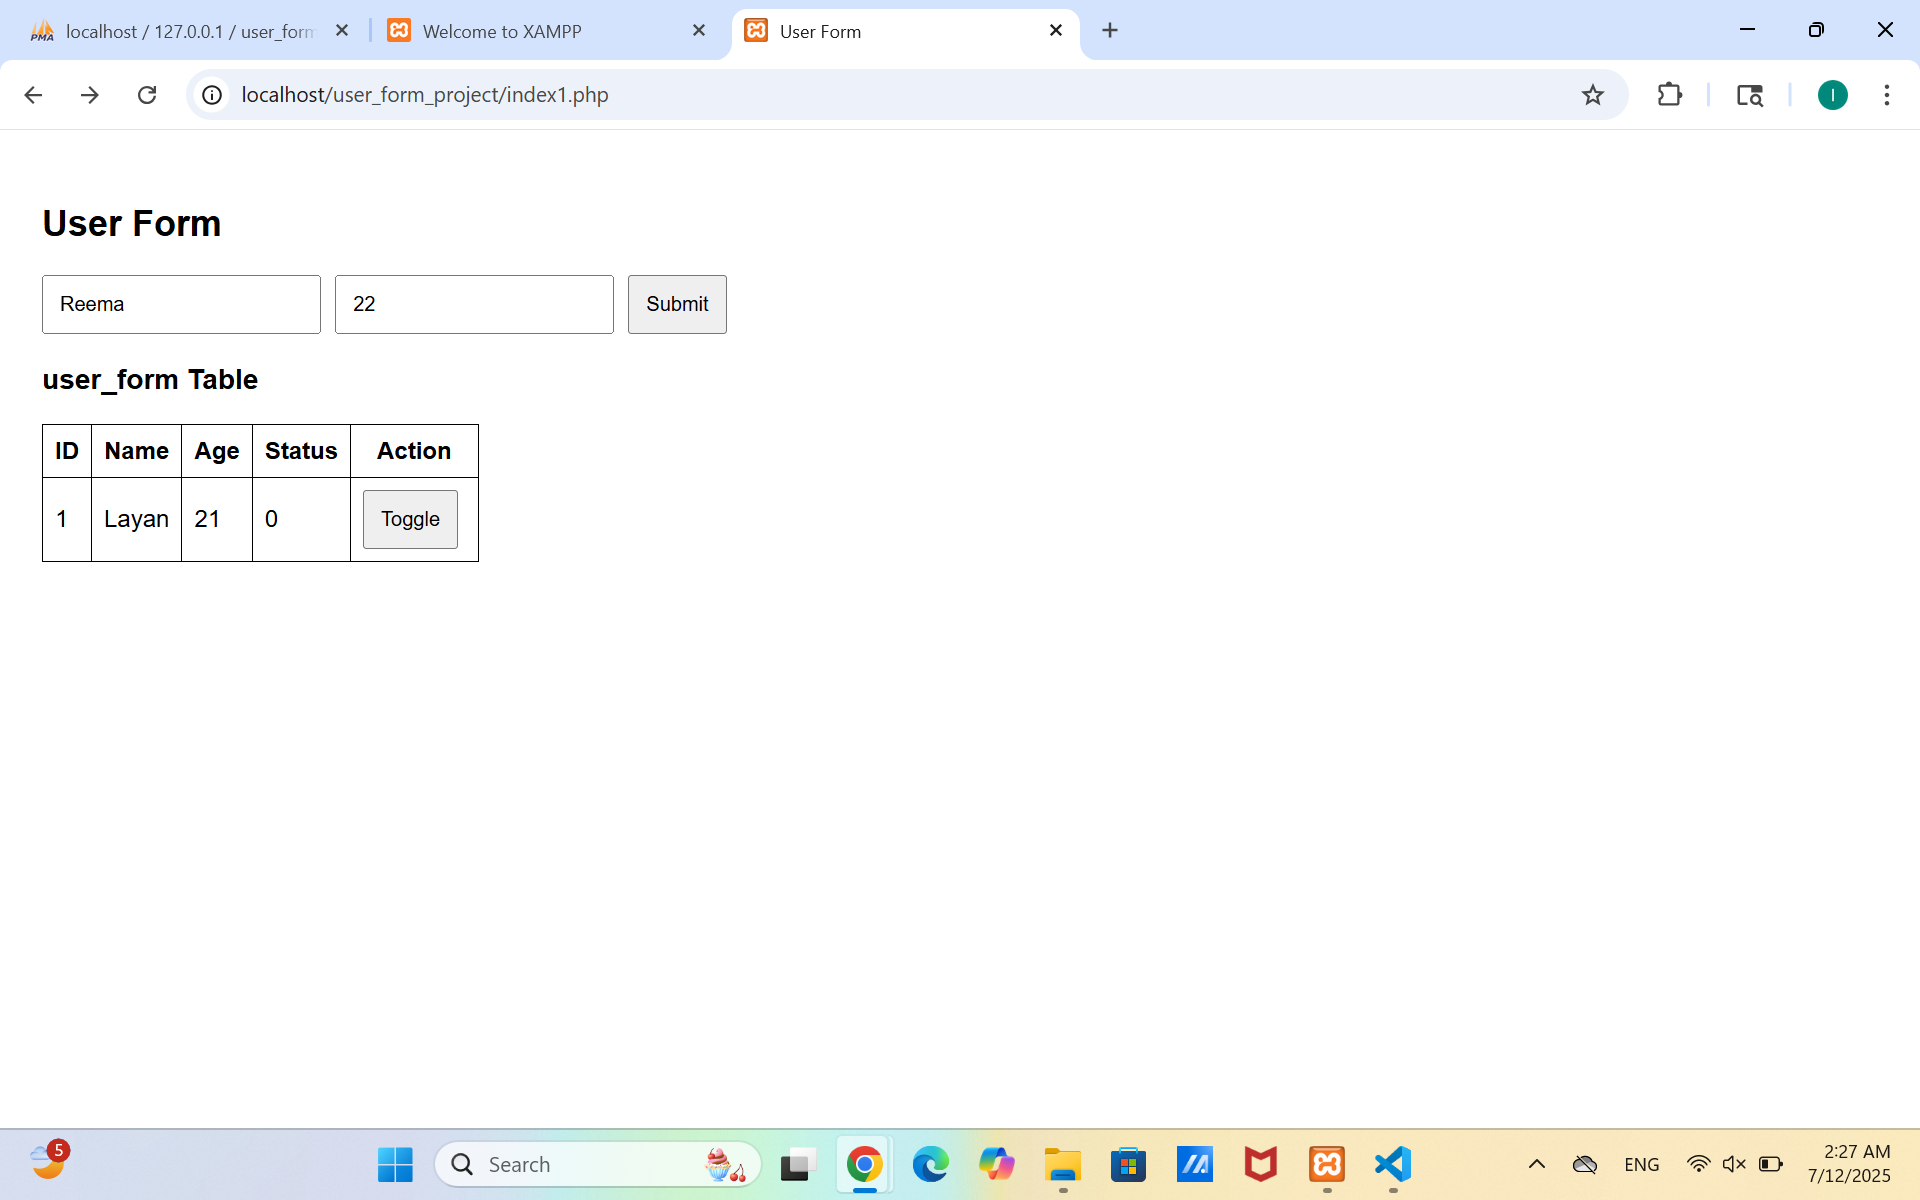 localhost / 127.0.0.1 / user_form
Welcome to XAMPP
User Form
localhost/user_form_project/index1.php
I
User Form
Reema
22
Submit
user_form Table
ID Name Age Status Action
1 Layan 21 0 Toggle
5
Search
ENG
2:27 AM
7/12/2025
PMA